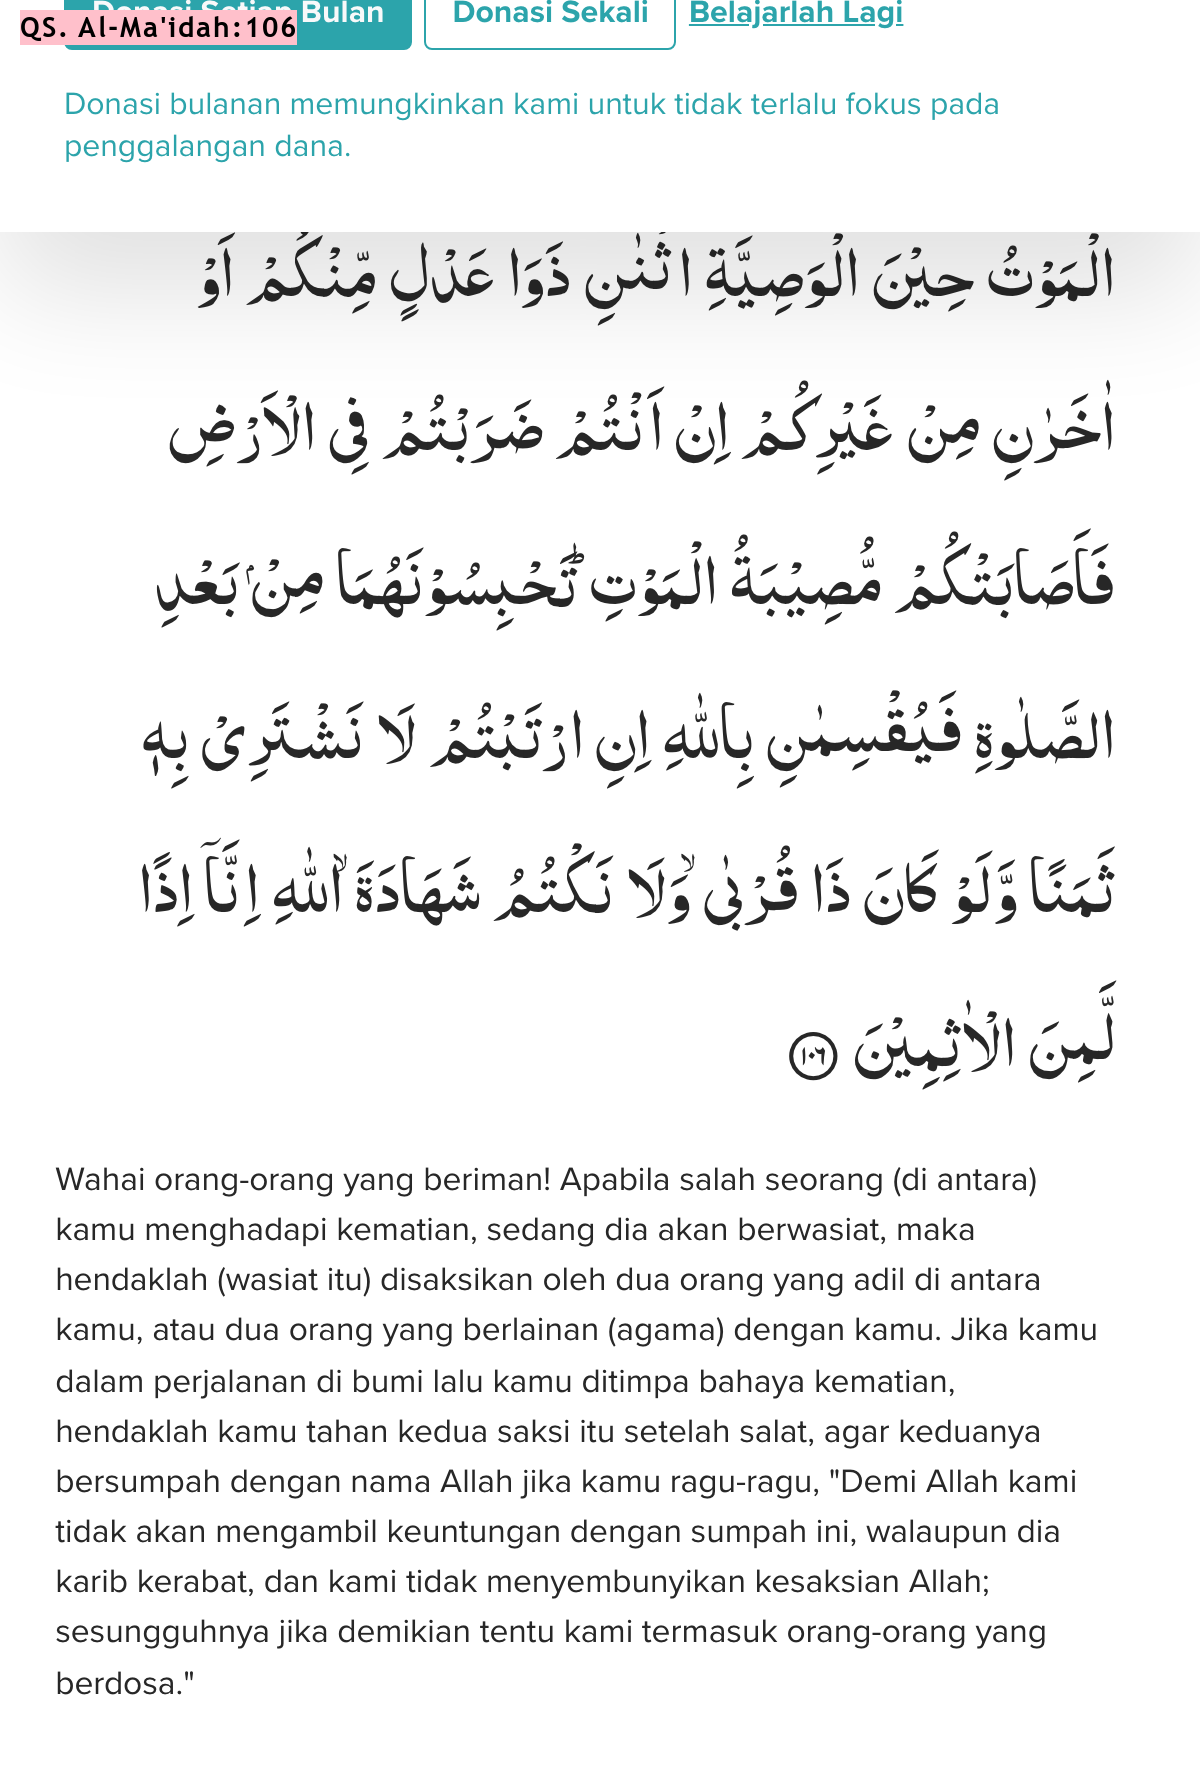 QS. Al-Ma'idah:106
Bulan
Donasi Sekali
Belajarlah Lagi
Donasi bulanan memungkinkan kami untuk tidak terlalu fokus pada
penggalangan dana.
الْمَوْتُ حِيْنَ الْوَصِيَّةِ اثْنٰنِ ذَوَا عَدْلٍ مِّنْكُمْ اَوْ
اٰخَرٰنِ مِنْ غَيْرِكُمْ اِنْ اَنْتُمْ ضَرَبْتُمْ فِى الْاَرْضِ
فَاَصَابَتْكُمْ مُّصِيْبَةُ الْمَوْتِۗ تَحْبِسُوْنَهُمَا مِنْۢ بَعْدِ
الصَّلٰوةِ فَيُقْسِمٰنِ بِاللّٰهِ اِنِ ارْتَبْتُمْ لَا نَشْتَرِيْ بِهٖ
ثَمَنًا وَّلَوْ كَانَ ذَا قُرْبٰىۙ وَلَا نَكْتُمُ شَهَادَةَ ۙاللّٰهِ اِنَّآ اِذًا
لَّمِنَ الْاٰثِمِيْنَ ١٠٦
Wahai orang-orang yang beriman! Apabila salah seorang (di antara)
kamu menghadapi kematian, sedang dia akan berwasiat, maka
hendaklah (wasiat itu) disaksikan oleh dua orang yang adil di antara
kamu, atau dua orang yang berlainan (agama) dengan kamu. Jika kamu
dalam perjalanan di bumi lalu kamu ditimpa bahaya kematian,
hendaklah kamu tahan kedua saksi itu setelah salat, agar keduanya
bersumpah dengan nama Allah jika kamu ragu-ragu, "Demi Allah kami
tidak akan mengambil keuntungan dengan sumpah ini, walaupun dia
karib kerabat, dan kami tidak menyembunyikan kesaksian Allah;
sesungguhnya jika demikian tentu kami termasuk orang-orang yang
berdosa."